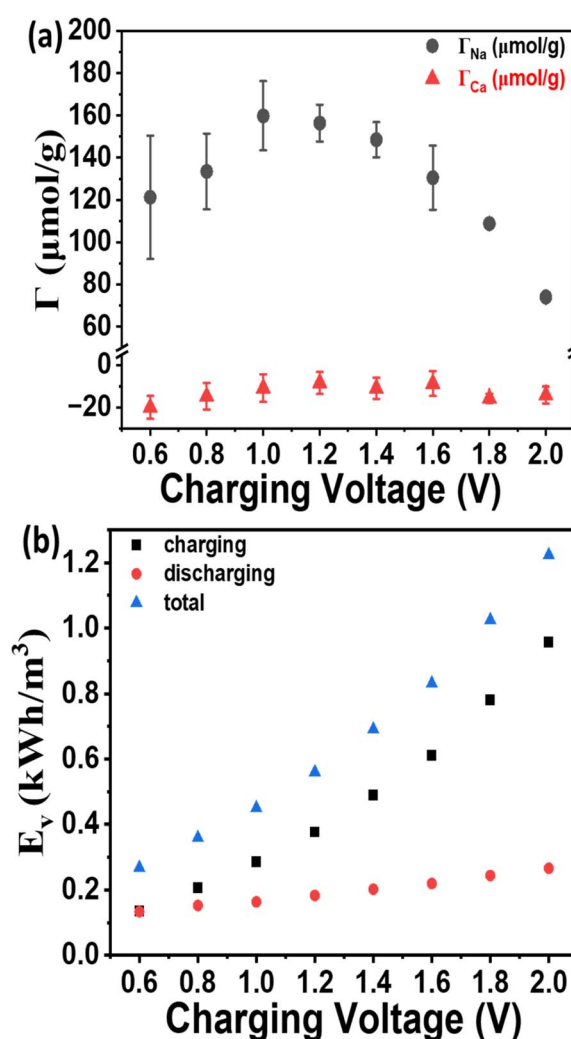 (a)
Γ_Na (μmol/g)
Γ_Ca (μmol/g)
200
180
160
140
120
100
80
60
0
−20
Γ (μmol/g)
0.6 0.8 1.0 1.2 1.4 1.6 1.8 2.0
Charging Voltage (V)
(b)
charging
discharging
total
1.2
1.0
0.8
0.6
0.4
0.2
0.0
E_v (kWh/m³)
0.6 0.8 1.0 1.2 1.4 1.6 1.8 2.0
Charging Voltage (V)